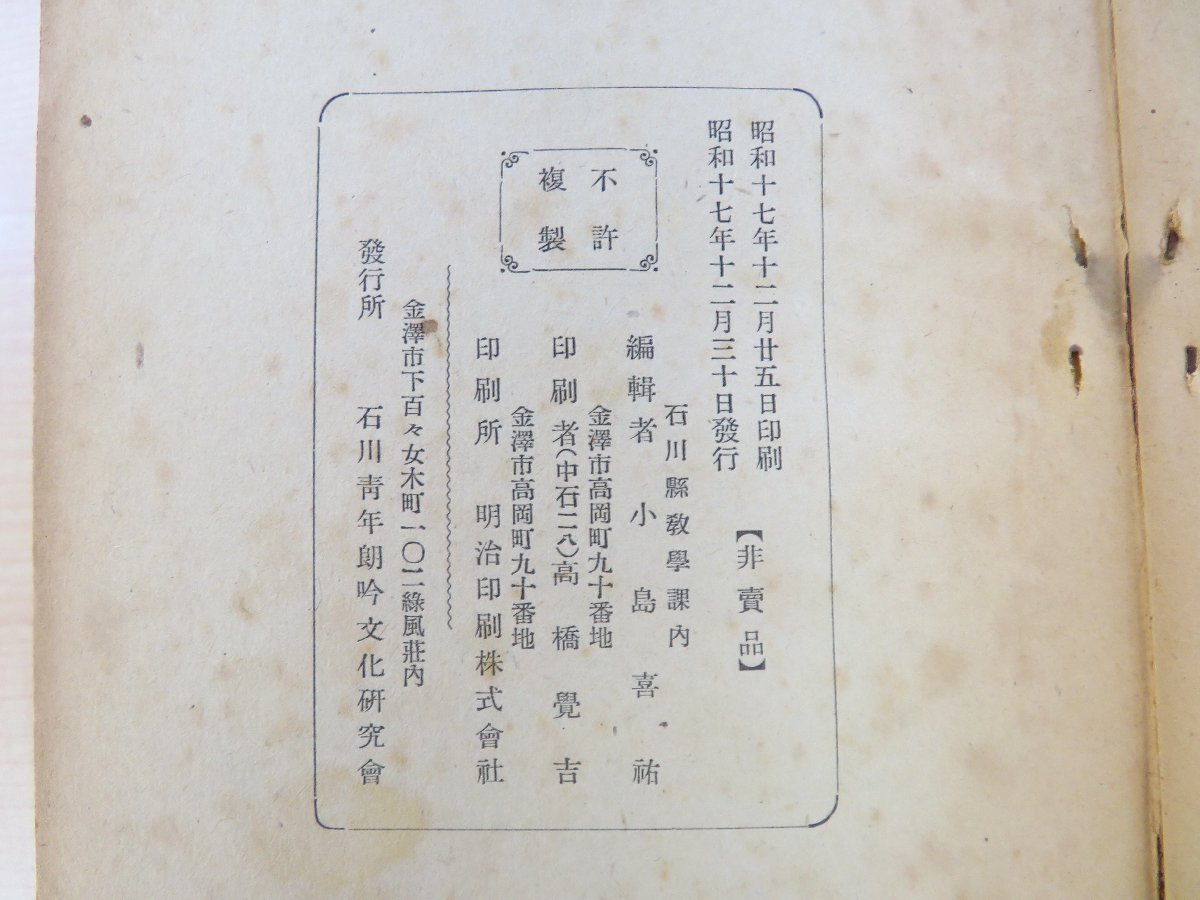 昭和十七年十二月廿五日印刷
昭和十七年十二月三十日發行
【非賣品】
不許
複製
石川縣敎學課內
編輯者 小島喜祐
金澤市高岡町九十番地
印刷者(中石二八)高橋覺吉
金澤市高岡町九十番地
印刷所 明治印刷株式會社
金澤市下百々女木町一〇二綠風莊內
發行所 石川靑年朗吟文化硏究會